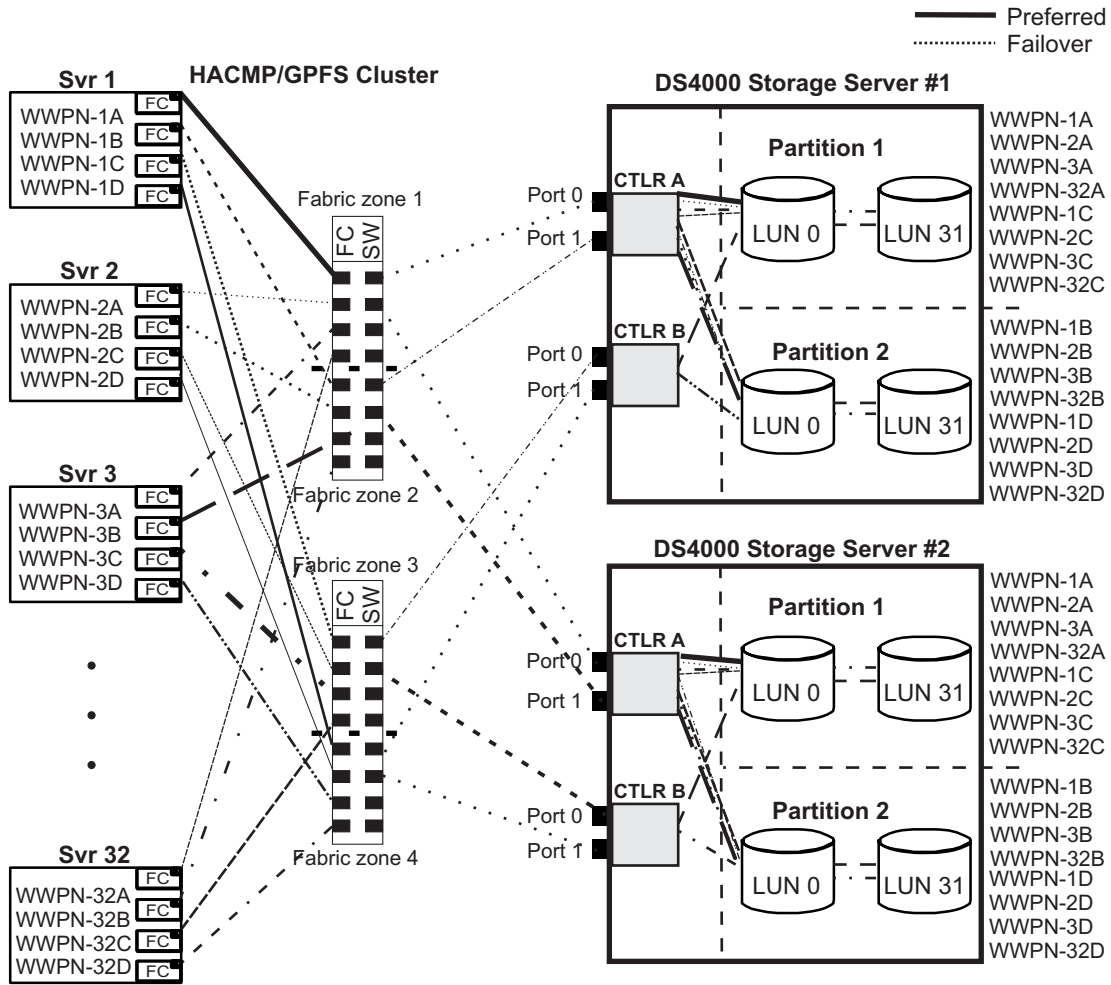 Preferred
Failover
HACMP/GPFS Cluster
Svr 1
FC
WWPN-1A
FC
WWPN-1B
FC
WWPN-1C
FC
WWPN-1D
Svr 2
FC
WWPN-2A
FC
WWPN-2B
FC
WWPN-2C
FC
WWPN-2D
Svr 3
FC
WWPN-3A
FC
WWPN-3B
FC
WWPN-3C
FC
WWPN-3D
Svr 32
FC
WWPN-32A
FC
WWPN-32B
FC
WWPN-32C
FC
WWPN-32D
Fabric zone 1
FC
SW
Fabric zone 2
Fabric zone 3
FC
SW
Fabric zone 4
DS4000 Storage Server #1
Port 0
Port 1
CTLR A
Port 0
Port 1
CTLR B
Partition 1
LUN 0
LUN 31
Partition 2
LUN 0
LUN 31
WWPN-1A
WWPN-2A
WWPN-3A
WWPN-32A
WWPN-1C
WWPN-2C
WWPN-3C
WWPN-32C
WWPN-1B
WWPN-2B
WWPN-3B
WWPN-32B
WWPN-1D
WWPN-2D
WWPN-3D
WWPN-32D
DS4000 Storage Server #2
Port 0
Port 1
CTLR A
Port 0
Port 1
CTLR B
Partition 1
LUN 0
LUN 31
Partition 2
LUN 0
LUN 31
WWPN-1A
WWPN-2A
WWPN-3A
WWPN-32A
WWPN-1C
WWPN-2C
WWPN-3C
WWPN-32C
WWPN-1B
WWPN-2B
WWPN-3B
WWPN-32B
WWPN-1D
WWPN-2D
WWPN-3D
WWPN-32D